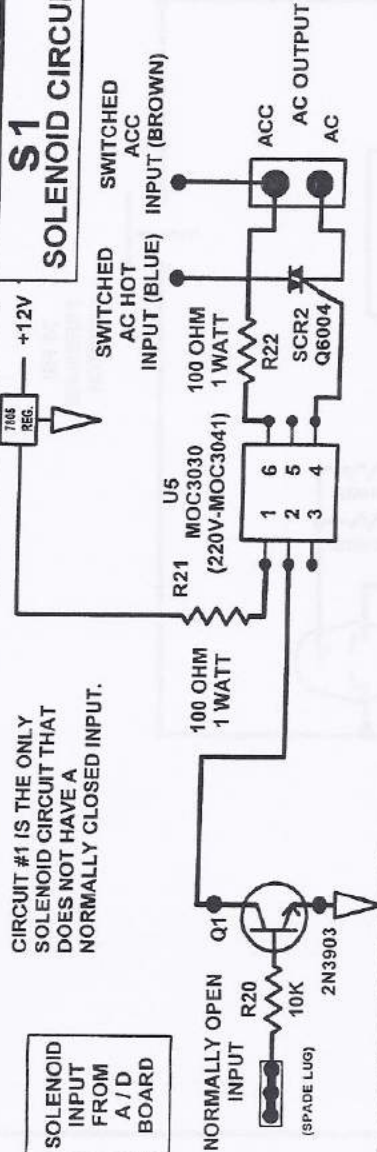 S1
SOLENOID CIRCUI
CIRCUIT #1 IS THE ONLY
SOLENOID CIRCUIT THAT
DOES NOT HAVE A
NORMALLY CLOSED INPUT.
7805
REG.
+12V
SWITCHED
ACC
INPUT (BROWN)
SWITCHED
AC HOT
INPUT (BLUE)
ACC
AC OUTPUT
AC
SOLENOID
INPUT
FROM
A / D
BOARD
R21
100 OHM
1 WATT
U5
MOC3030
(220V-MOC3041)
1 6
2 5
3 4
100 OHM
1 WATT
R22
SCR2
Q6004
NORMALLY OPEN
INPUT
(SPADE LUG)
R20
10K
Q1
2N3903